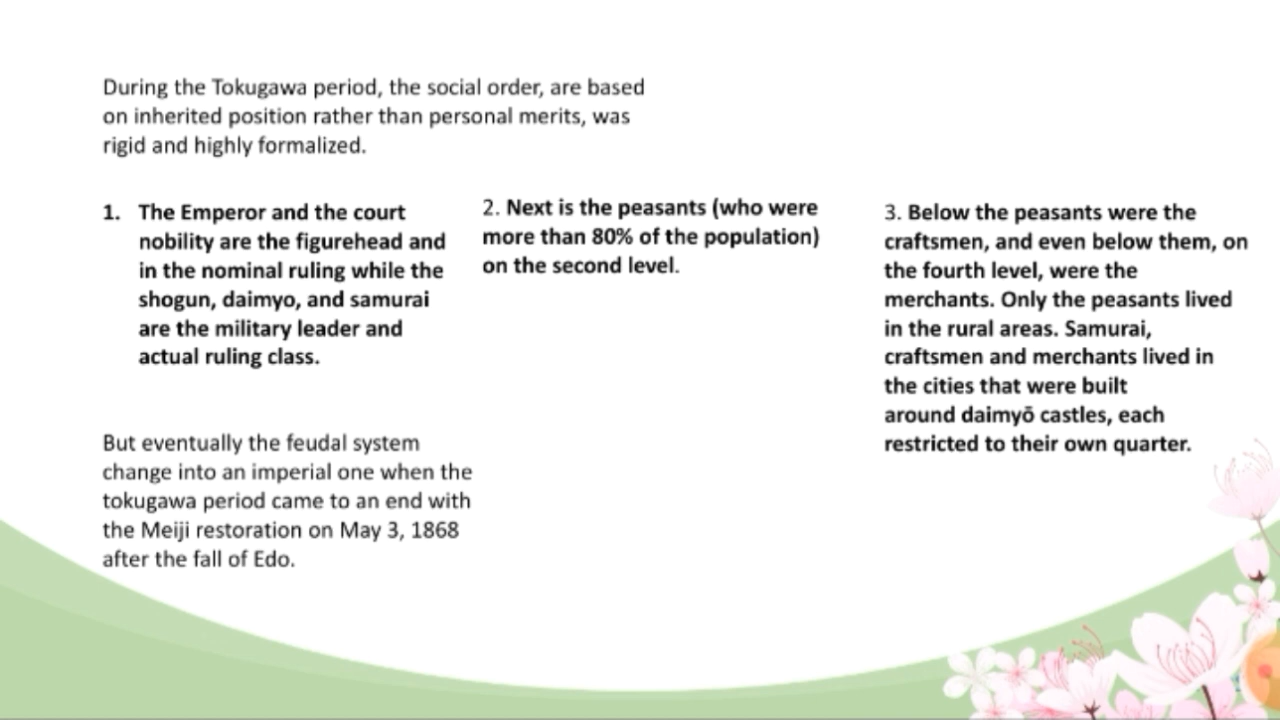 During the Tokugawa period, the social order, are based
on inherited position rather than personal merits, was
rigid and highly formalized.
1. The Emperor and the court
nobility are the figurehead and
in the nominal ruling while the
shogun, daimyo, and samurai
are the military leader and
actual ruling class.
2. Next is the peasants (who were
more than 80% of the population)
on the second level.
3. Below the peasants were the
craftsmen, and even below them, on
the fourth level, were the
merchants. Only the peasants lived
in the rural areas. Samurai,
craftsmen and merchants lived in
the cities that were built
around daimyō castles, each
restricted to their own quarter.
But eventually the feudal system
change into an imperial one when the
tokugawa period came to an end with
the Meiji restoration on May 3, 1868
after the fall of Edo.